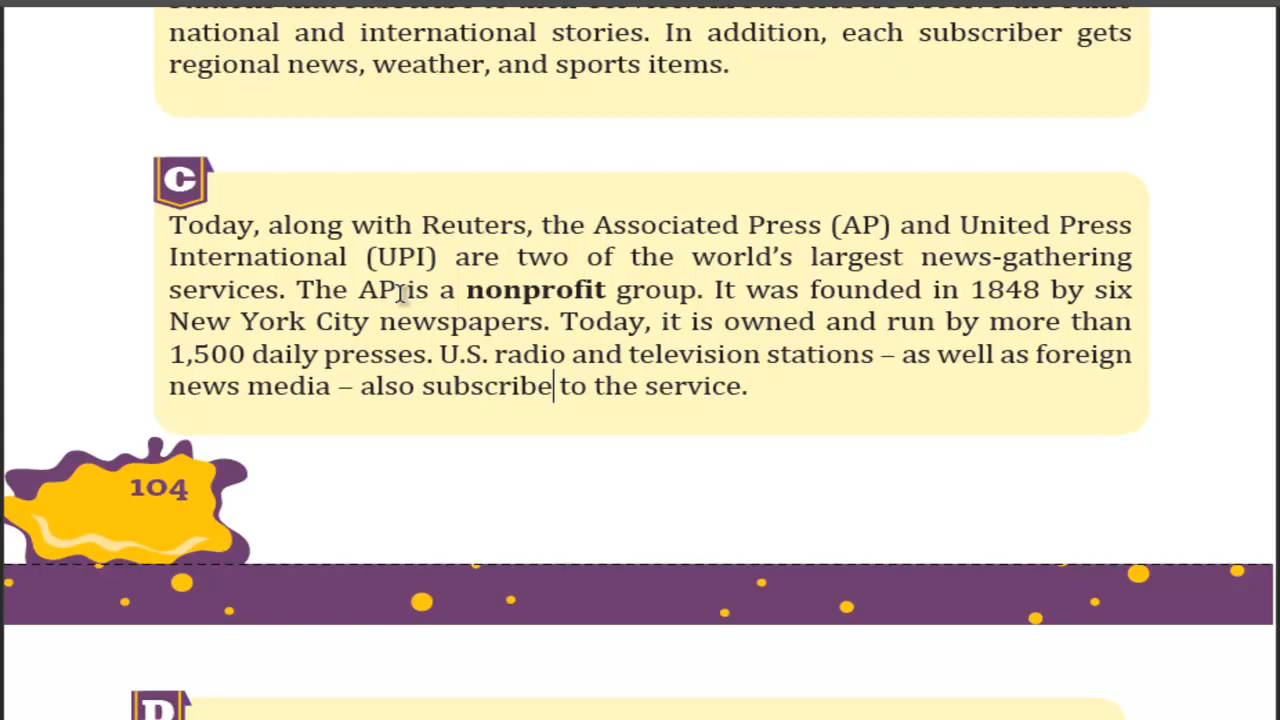 national and international stories. In addition, each subscriber gets
regional news, weather, and sports items.
C
Today, along with Reuters, the Associated Press (AP) and United Press
International (UPI) are two of the world's largest news-gathering
services. The AP is a nonprofit group. It was founded in 1848 by six
New York City newspapers. Today, it is owned and run by more than
1,500 daily presses. U.S. radio and television stations – as well as foreign
news media – also subscribe to the service.
104
D